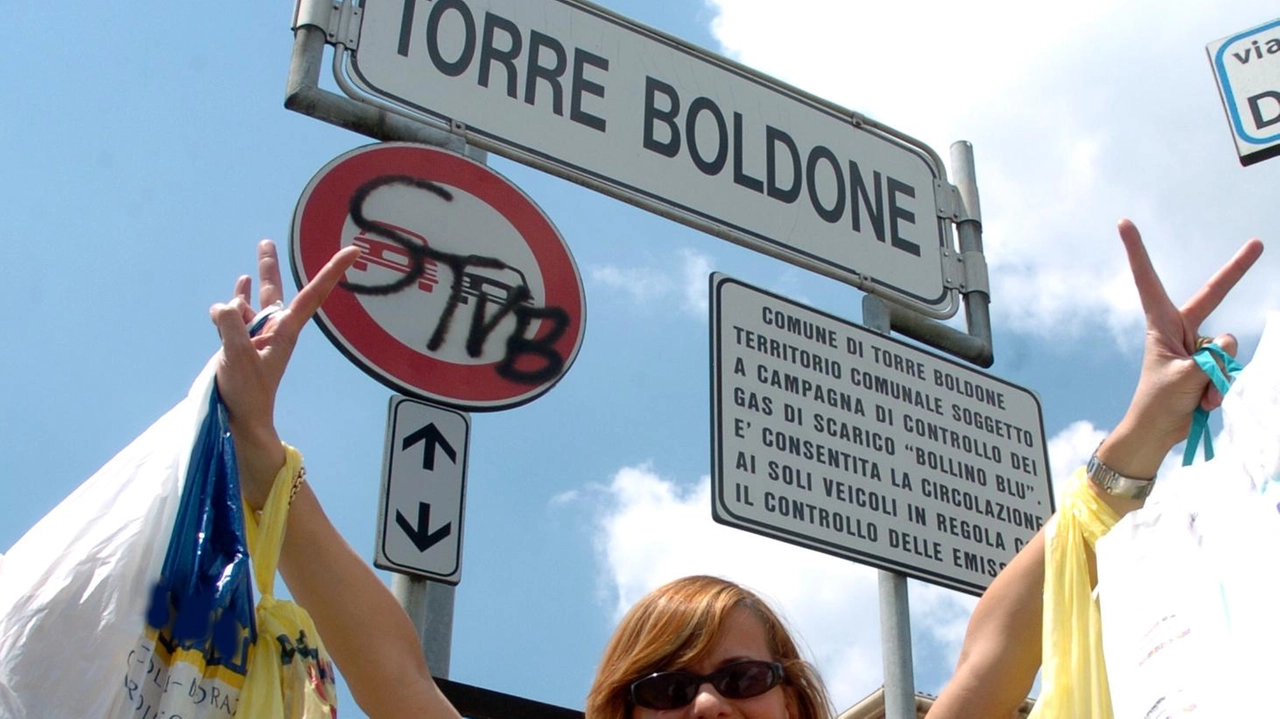 TORRE BOLDONE
via
D
STVB
COMUNE DI TORRE BOLDONE
TERRITORIO COMUNALE SOGGETTO
A CAMPAGNA DI CONTROLLO DEI
GAS DI SCARICO "BOLLINO BLU".
E' CONSENTITA LA CIRCOLAZIONE
AI SOLI VEICOLI IN REGOLA C
IL CONTROLLO DELLE EMISS